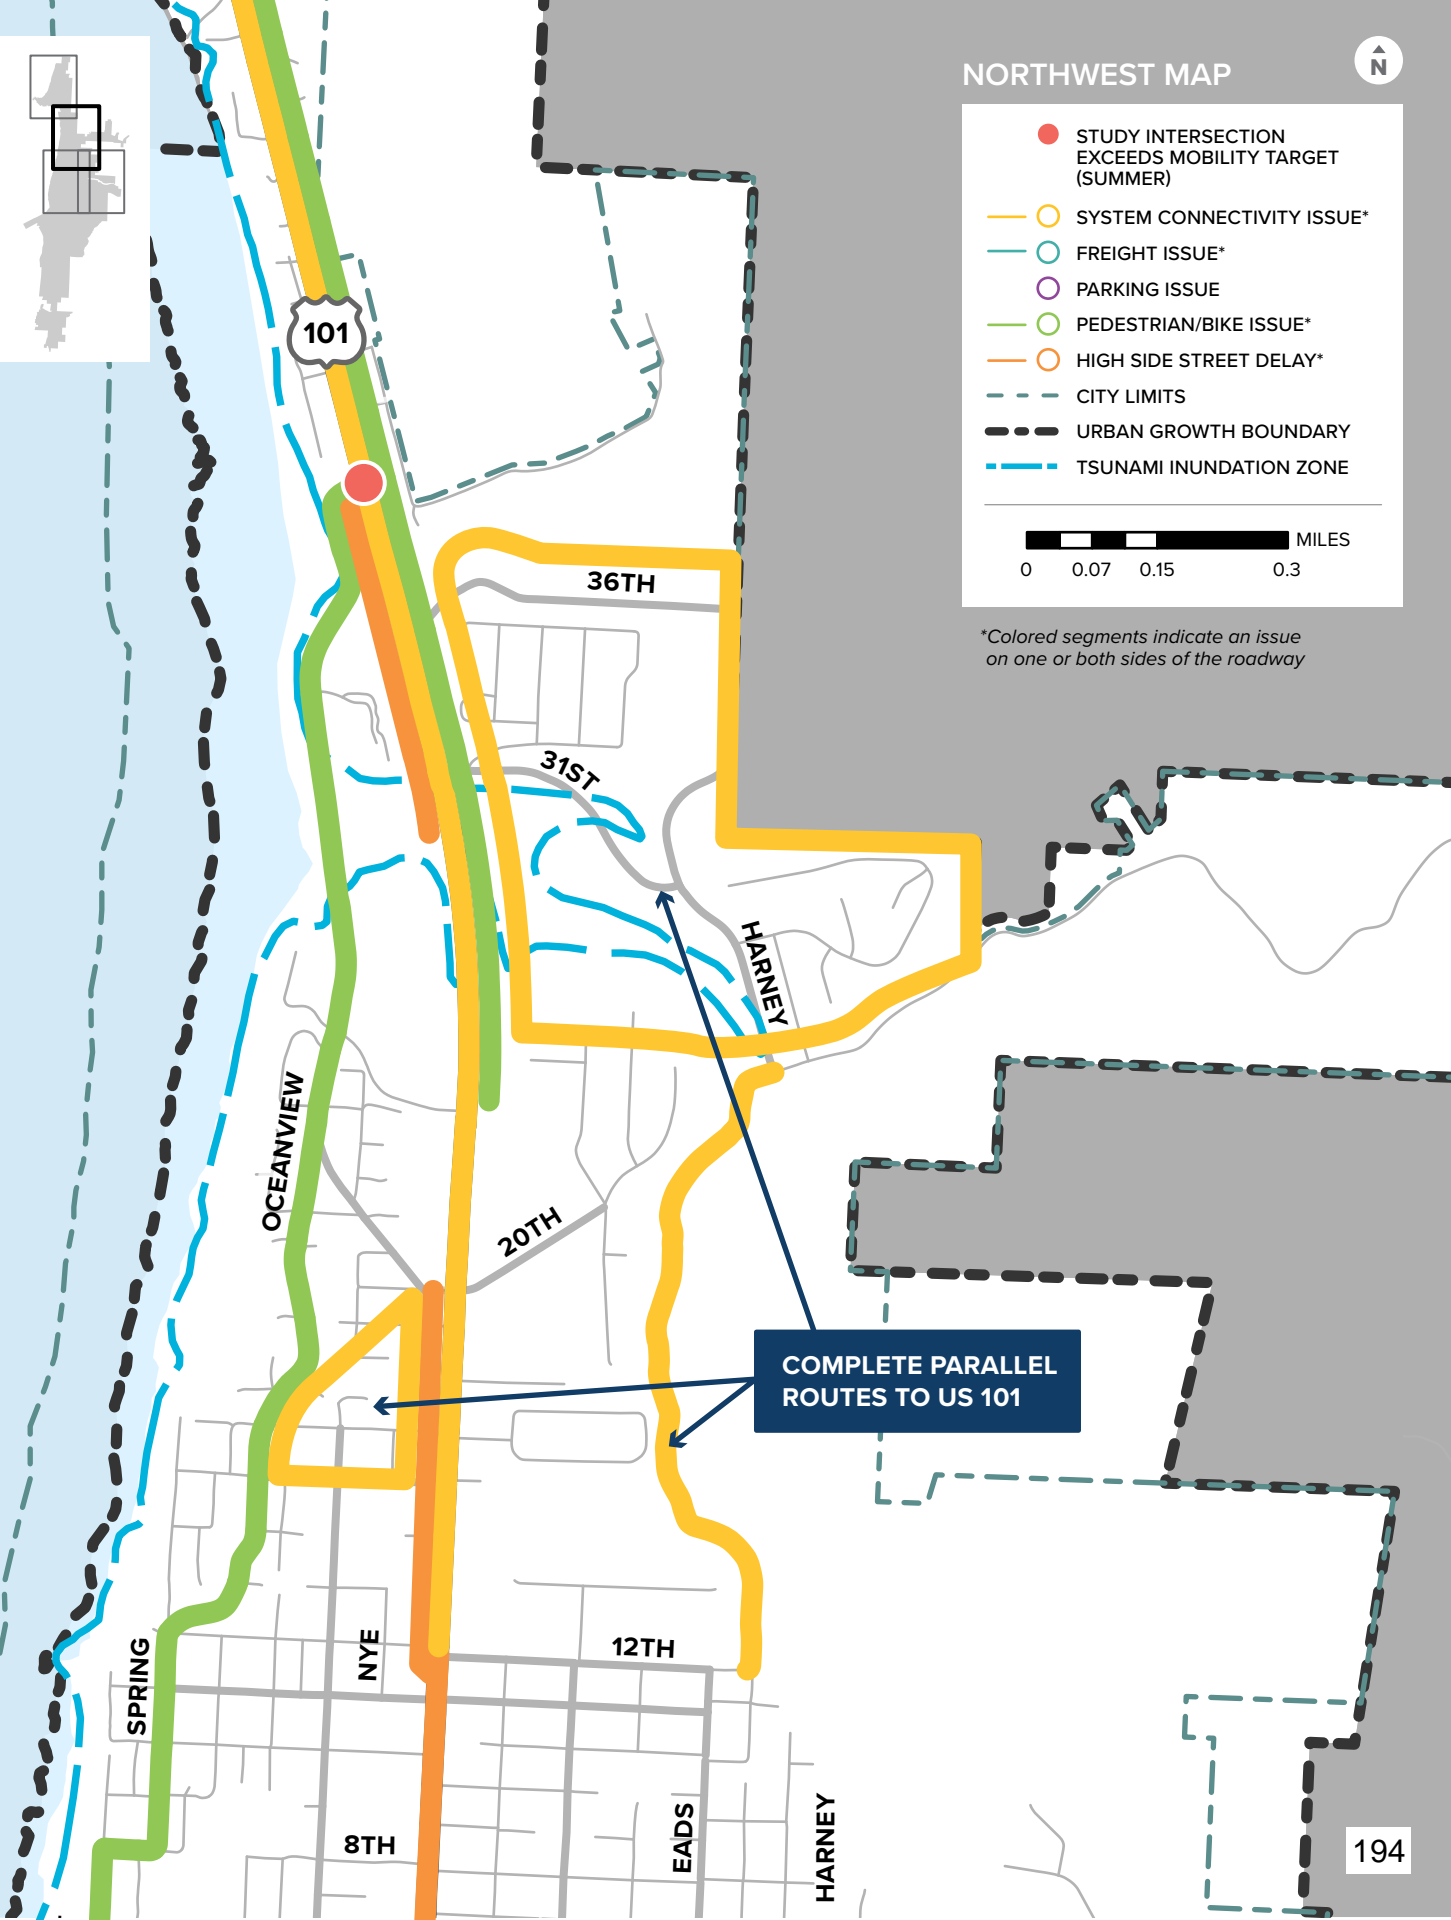 NORTHWEST MAP
N
STUDY INTERSECTION
EXCEEDS MOBILITY TARGET
(SUMMER)
SYSTEM CONNECTIVITY ISSUE*
FREIGHT ISSUE*
PARKING ISSUE
PEDESTRIAN/BIKE ISSUE*
HIGH SIDE STREET DELAY*
CITY LIMITS
URBAN GROWTH BOUNDARY
TSUNAMI INUNDATION ZONE
MILES
0 0.07 0.15 0.3
*Colored segments indicate an issue
on one or both sides of the roadway
101
36TH
31ST
HARNEY
OCEANVIEW
20TH
COMPLETE PARALLEL
ROUTES TO US 101
12TH
NYE
SPRING
8TH
EADS
HARNEY
194